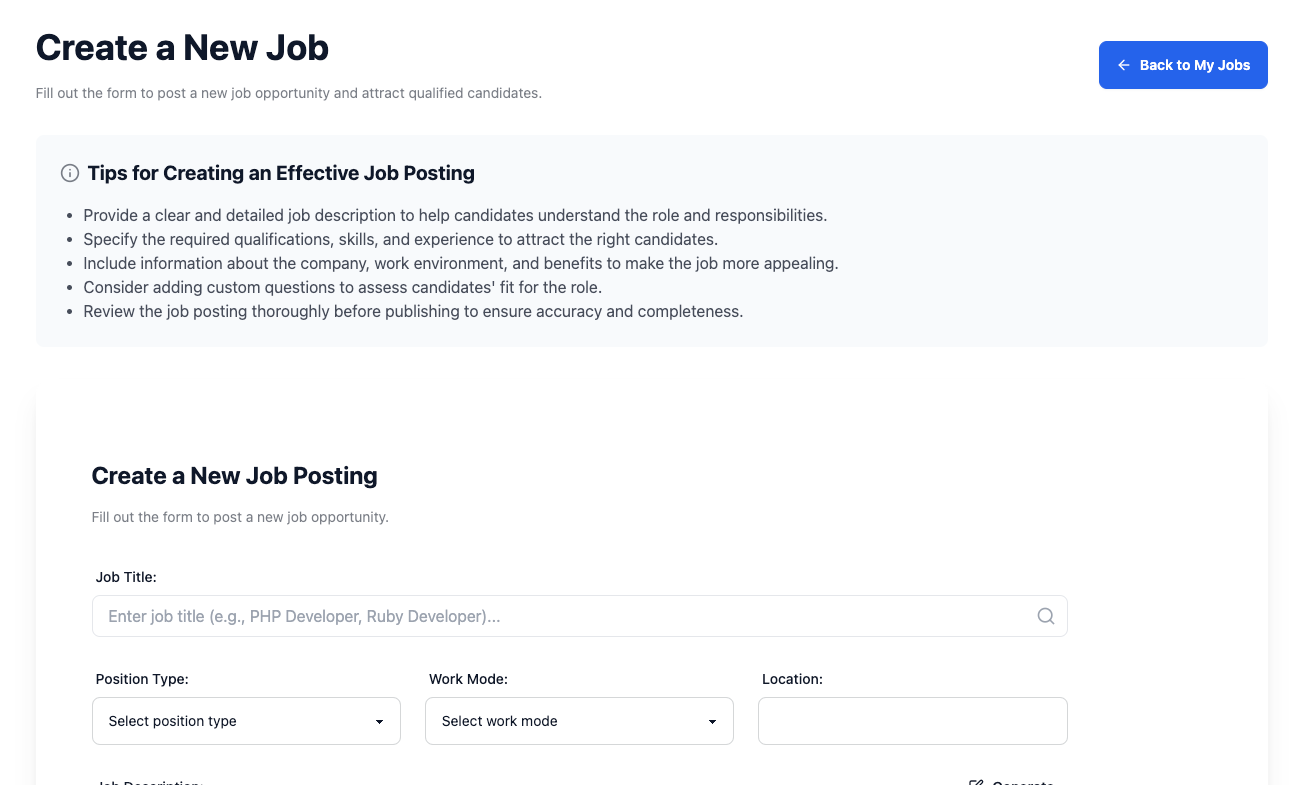 Create a New Job
Back to My Jobs
Fill out the form to post a new job opportunity and attract qualified candidates.
Tips for Creating an Effective Job Posting
Provide a clear and detailed job description to help candidates understand the role and responsibilities.
Specify the required qualifications, skills, and experience to attract the right candidates.
Include information about the company, work environment, and benefits to make the job more appealing.
Consider adding custom questions to assess candidates' fit for the role.
Review the job posting thoroughly before publishing to ensure accuracy and completeness.
Create a New Job Posting
Fill out the form to post a new job opportunity.
Job Title:
Enter job title (e.g., PHP Developer, Ruby Developer)...
Position Type: Work Mode: Location:
Select position type Select work mode
Job Description: Generate